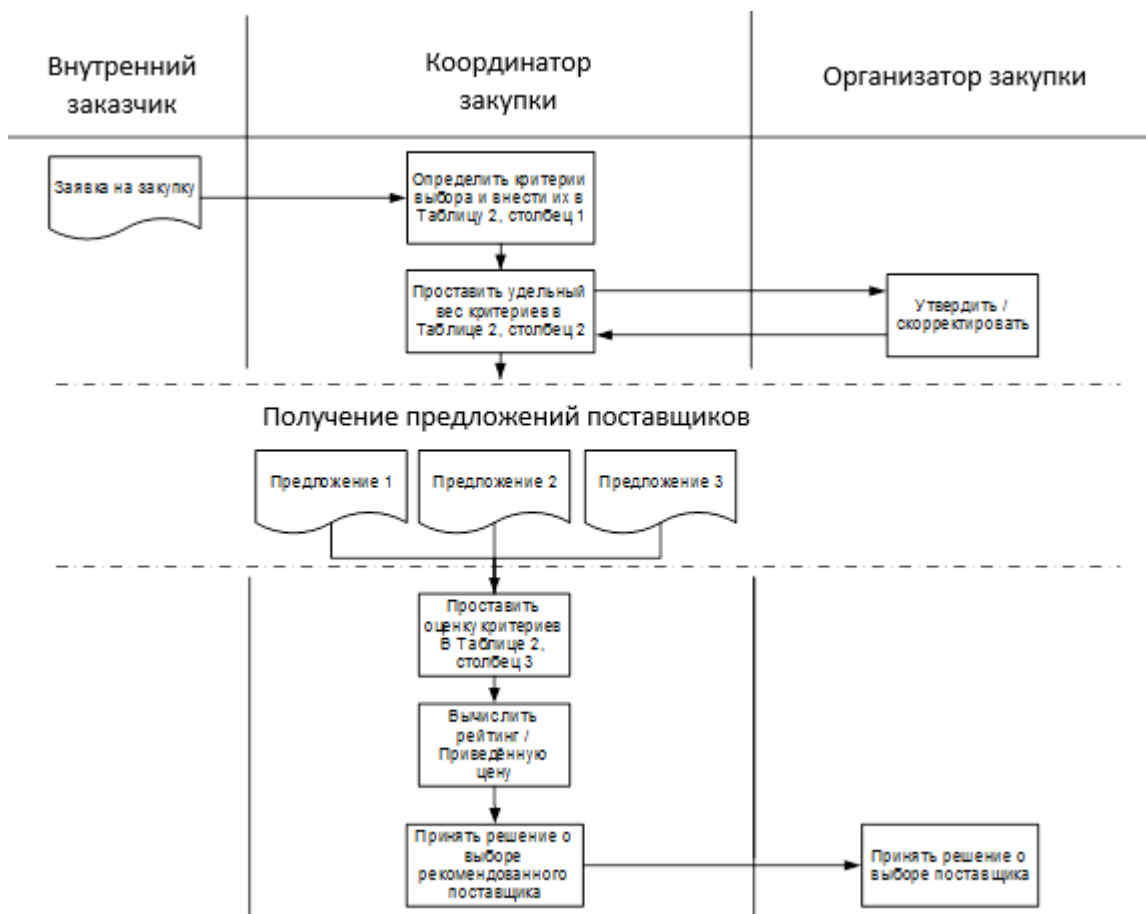 Внутренний
заказчик
Координатор
закупки
Организатор закупки
Заявка на закупку
Определить критерии
выбора и внести их в
Таблицу 2, столбец 1
Проставить удельный
вес критериев в
Таблице 2, столбец 2
Утвердить /
скорректировать
Получение предложений поставщиков
Предложение 1
Предложение 2
Предложение 3
Проставить
оценку критериев
В Таблице 2,
столбец 3
Вычислить
рейтинг /
Приведённую
цену
Принять решение о
выборе
рекомендованного
поставщика
Принять решение о
выборе поставщика